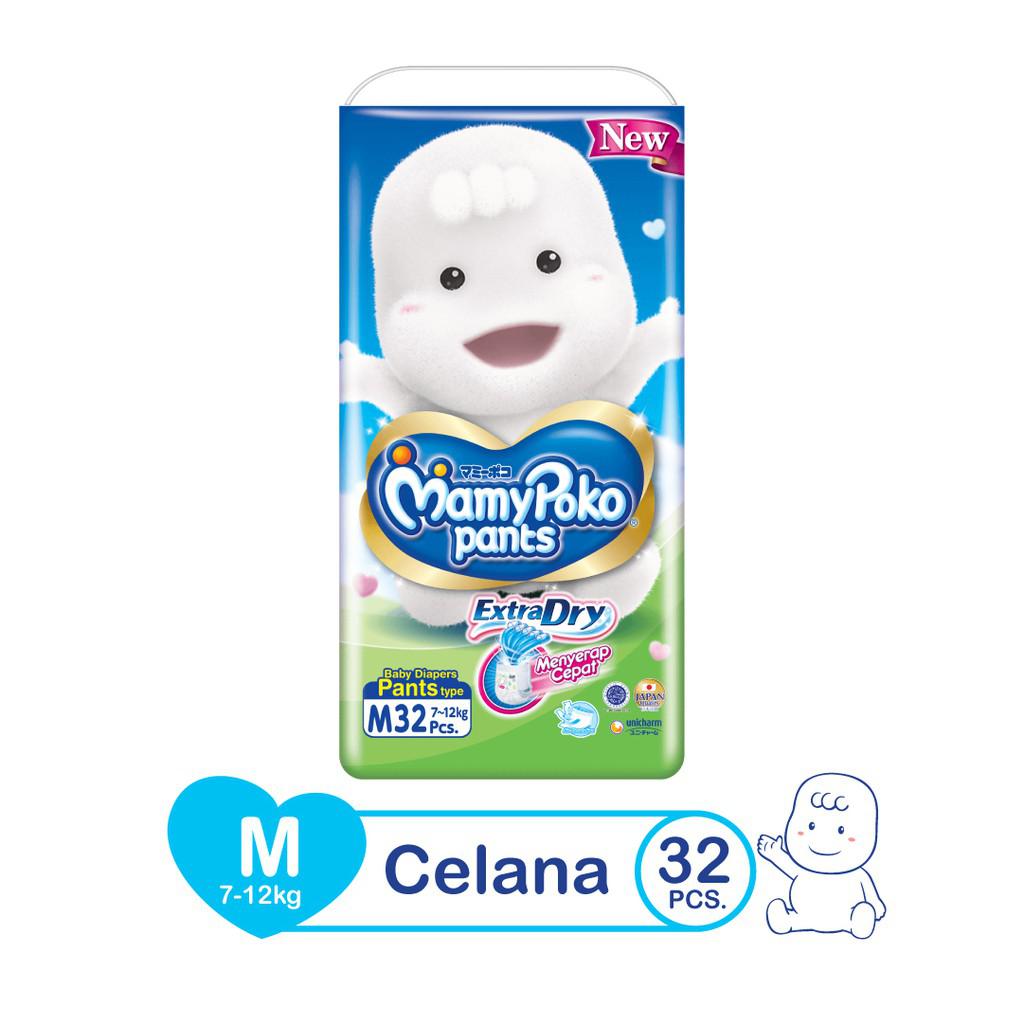 New
マミーポコ
MamyPoko
pants
ExtraDry
Menyerap
Cepat
Baby Diapers
Pants type
M32 7~12kg
Pcs.
JAPAN
unicharm
ユニ・チャーム
M
7-12kg
Celana
32
PCS.